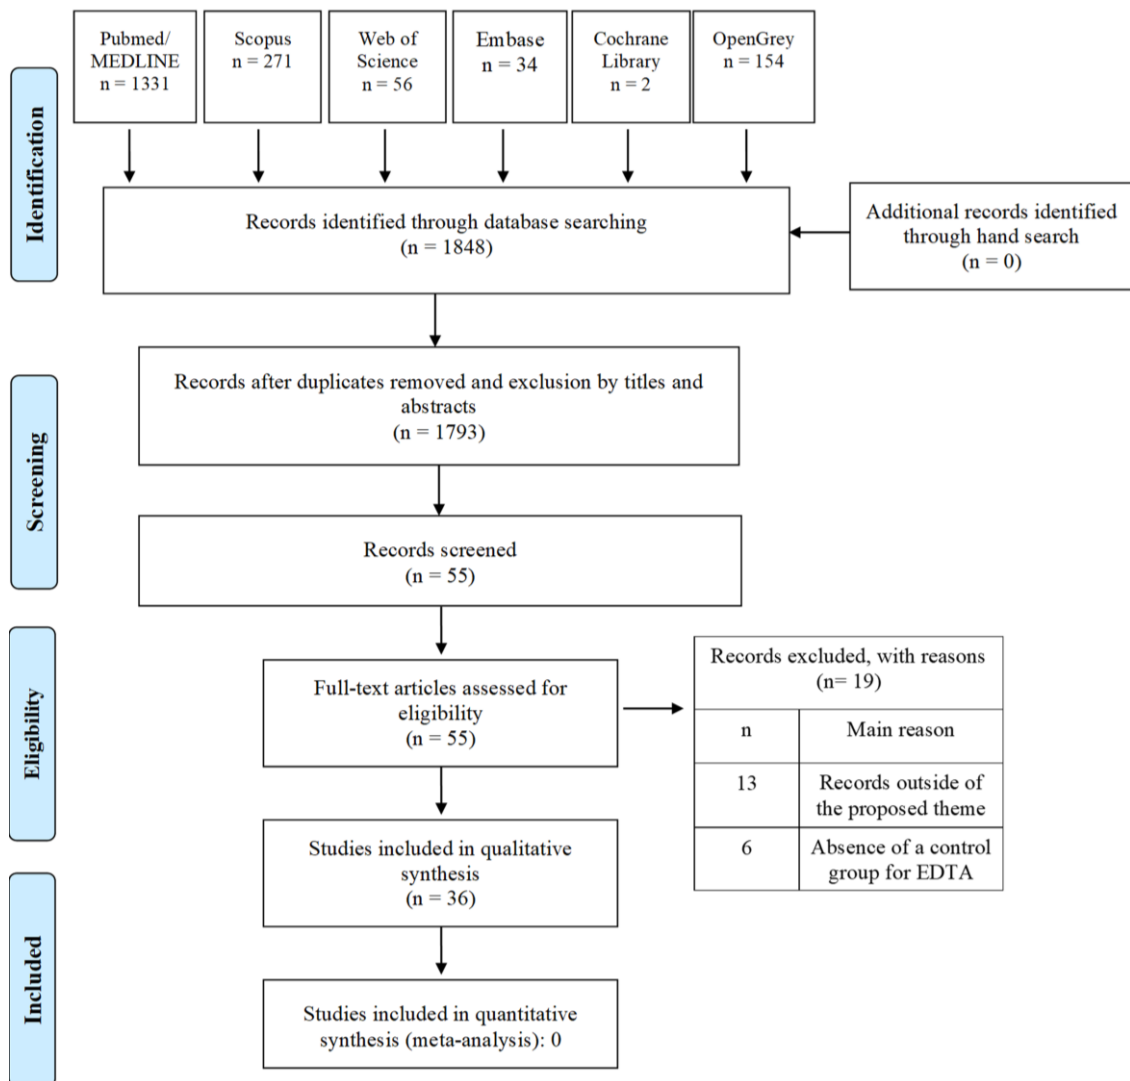 Pubmed/
MEDLINE
n = 1331
Scopus
n = 271
Web of
Science
n = 56
Embase
n = 34
Cochrane
Library
n = 2
OpenGrey
n = 154
Identification
Records identified through database searching
(n = 1848)
Additional records identified
through hand search
(n = 0)
Screening
Records after duplicates removed and exclusion by titles and
abstracts
(n = 1793)
Records screened
(n = 55)
Eligibility
Full-text articles assessed for
eligibility
(n = 55)
Records excluded, with reasons
(n= 19)
n Main reason
13 Records outside of
the proposed theme
6 Absence of a control
group for EDTA
Studies included in qualitative
synthesis
(n = 36)
Included
Studies included in quantitative
synthesis (meta-analysis): 0